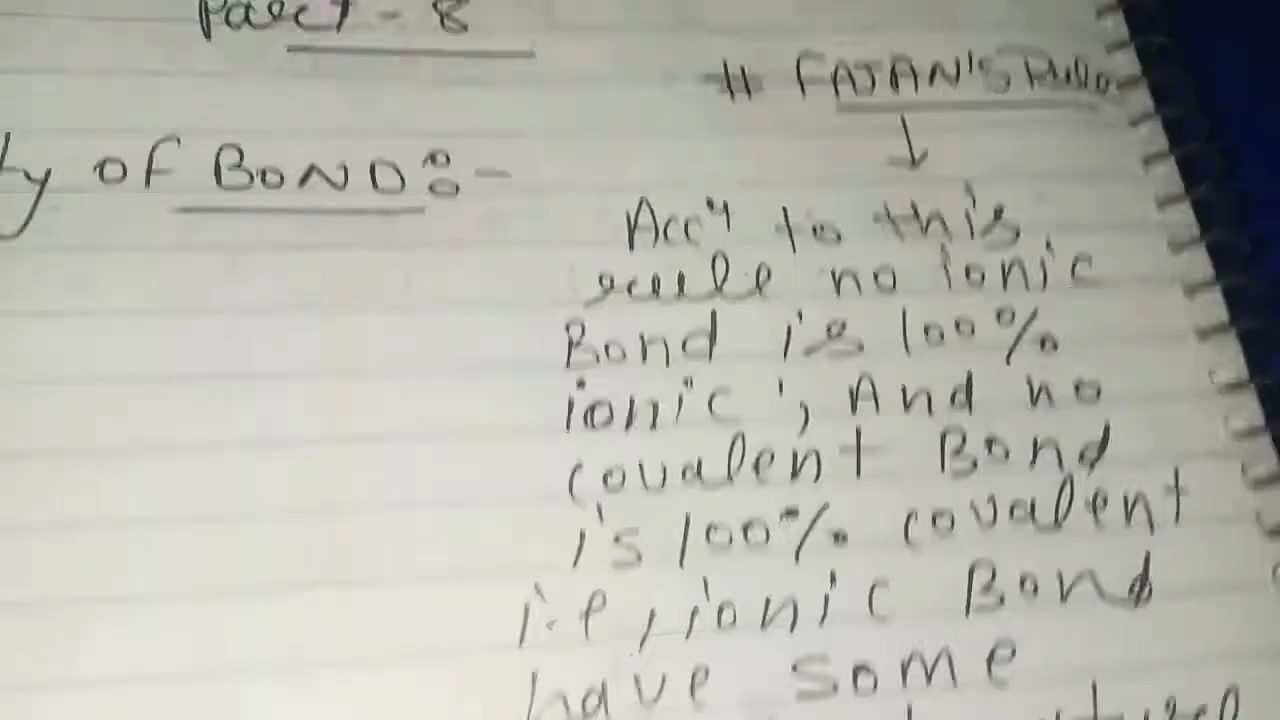 Part - 8
# FAJAN'S Rule
ty of BOND :-
Acc" to this
rule no ionic
Bond is 100%
ionic ; And no
covalent Bond
is 100% covalent
i.e, ionic Bond
have some